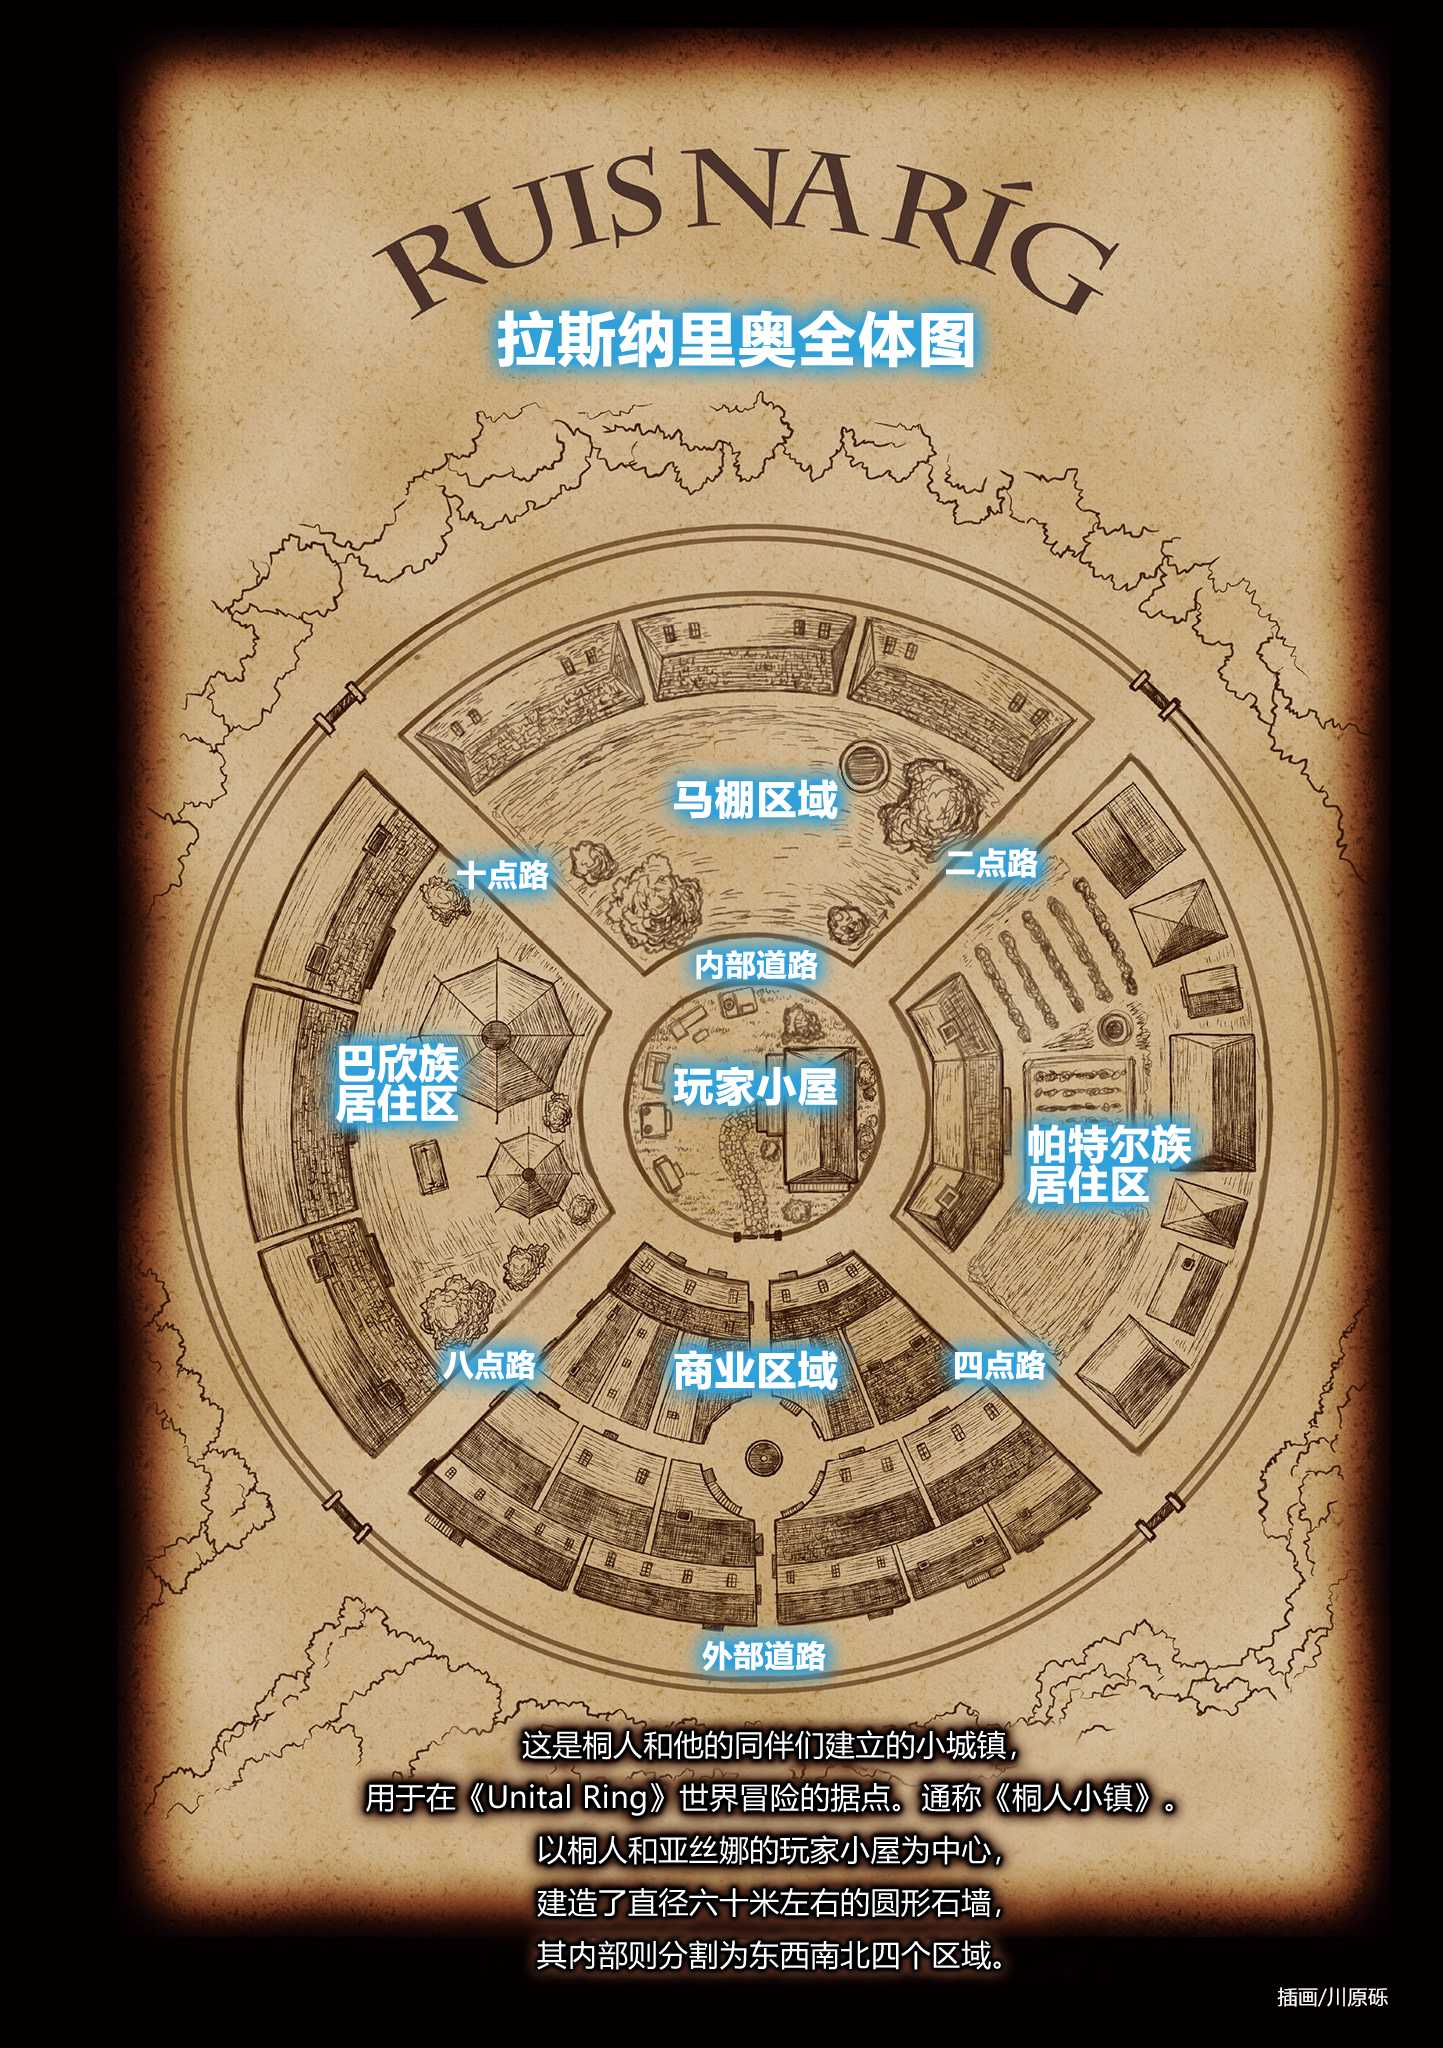 RUIS NA RÍG
拉斯纳里奥全体图
马棚区域
十点路
二点路
内部道路
巴欣族
居住区
玩家小屋
帕特尔族
居住区
八点路
商业区域
四点路
外部道路
这是桐人和他的同伴们建立的小城镇，
用于在《Unital Ring》世界冒险的据点。通称《桐人小镇》。
以桐人和亚丝娜的玩家小屋为中心，
建造了直径六十米左右的圆形石墙，
其内部则分割为东西南北四个区域。
插画/川原砾